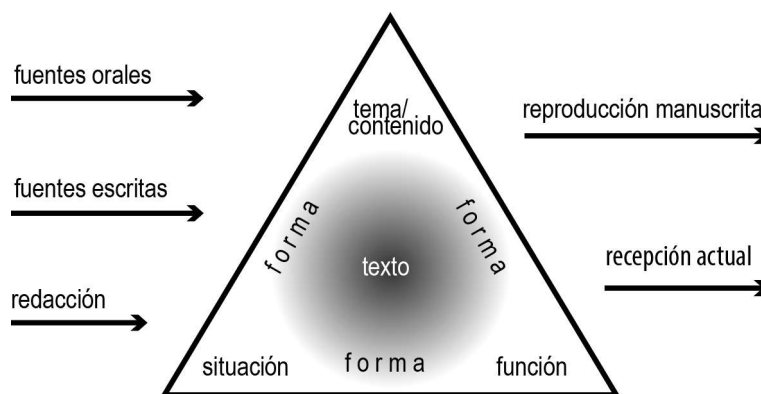 fuentes orales
fuentes escritas
redacción
tema/
contenido
forma
forma
texto
situación
forma
función
reproducción manuscrita
recepción actual